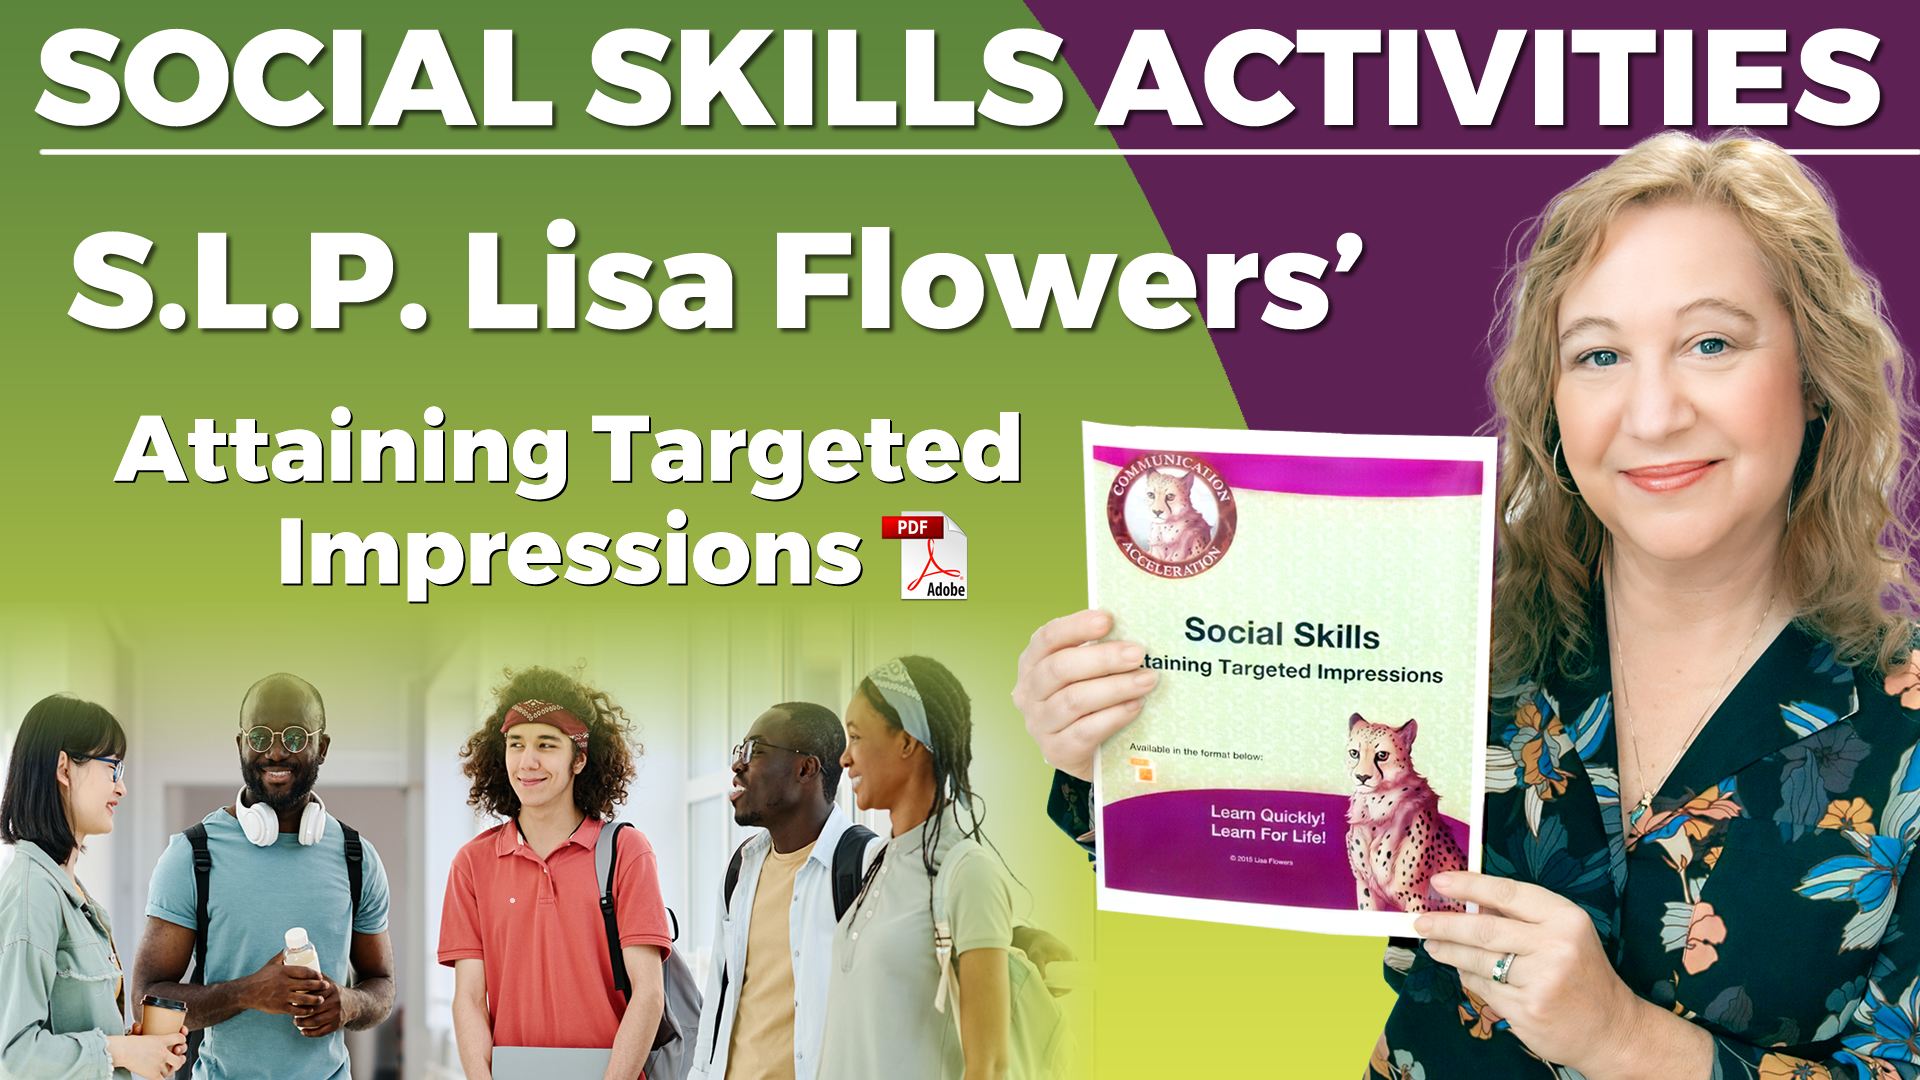 SOCIAL SKILLS ACTIVITIES
S.L.P. Lisa Flowers’
Attaining Targeted
Impressions
PDF
Adobe
COMMUNICATION
ACCELERATION
Social Skills
taining Targeted Impressions
Available in the format below:
Learn Quickly!
Learn For Life!
© 2015 Lisa Flowers